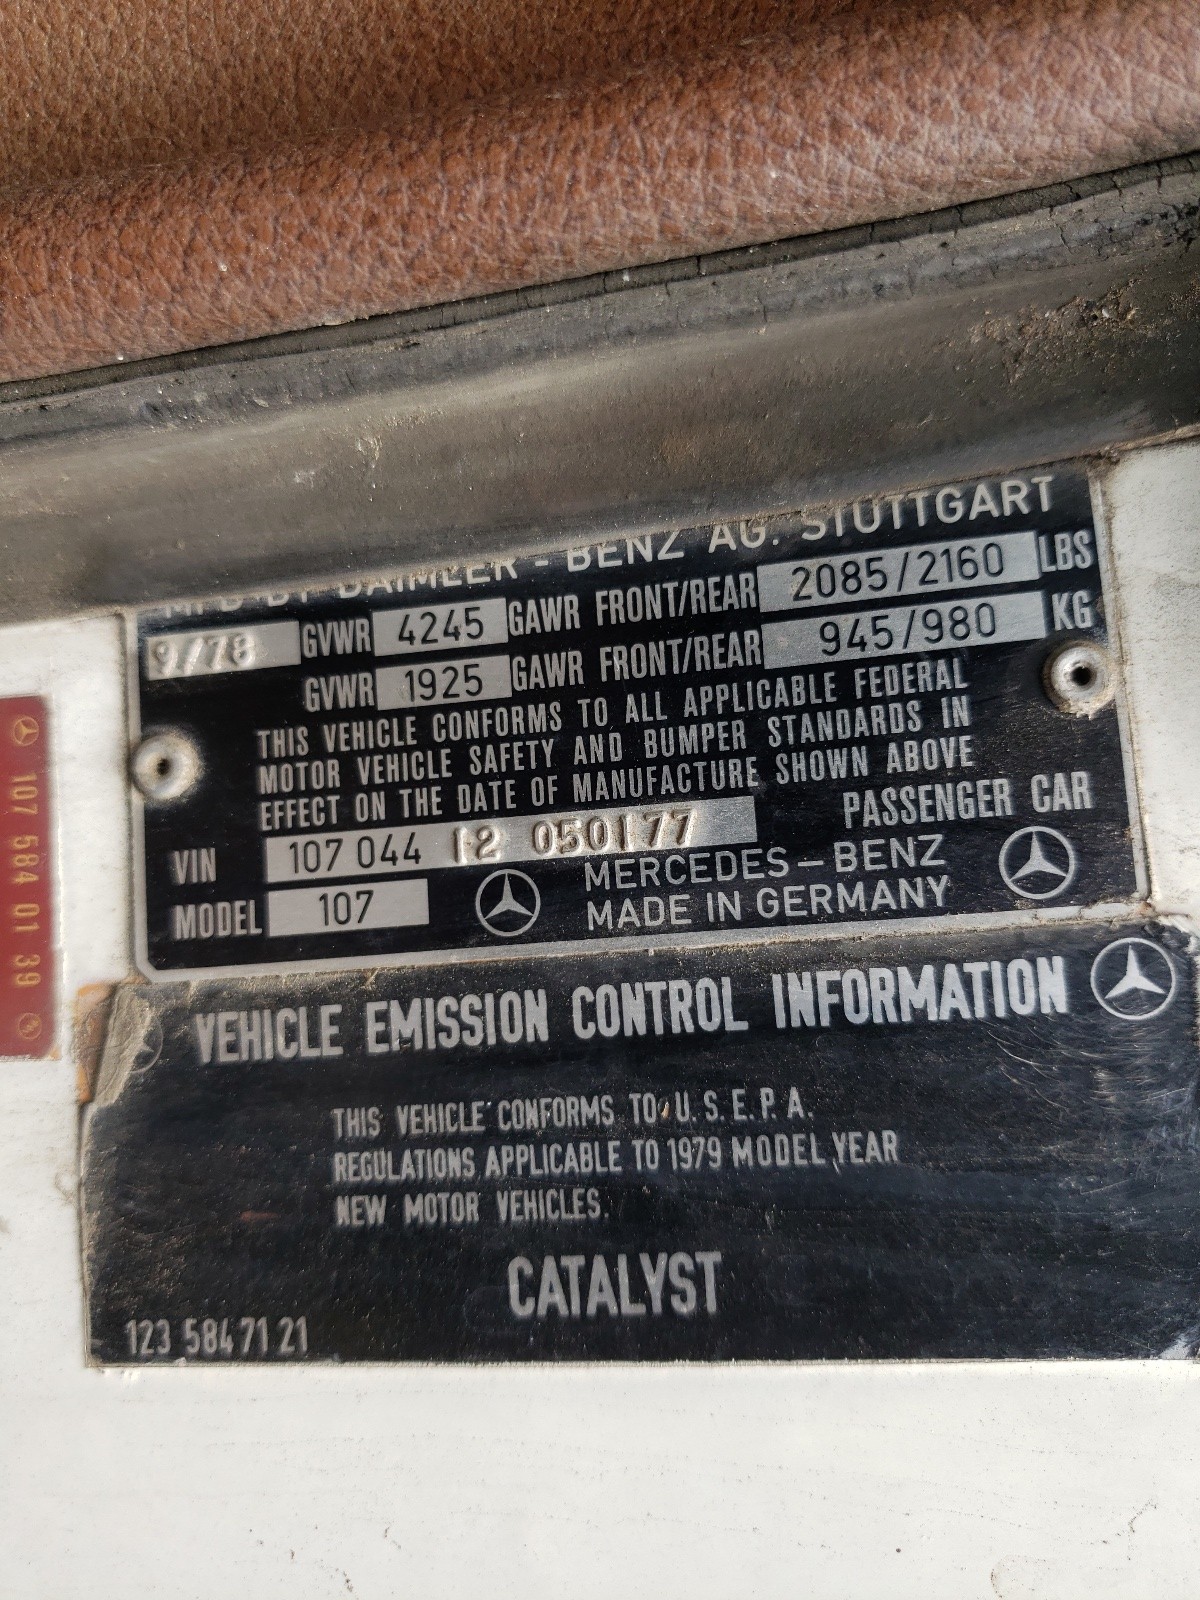 MFD BY DAIMLER - BENZ AG. STUTTGART
9/78 GVWR 4245 GAWR FRONT/REAR 2085/2160 LBS
GVWR 1925 GAWR FRONT/REAR 945/980 KG
THIS VEHICLE CONFORMS TO ALL APPLICABLE FEDERAL
MOTOR VEHICLE SAFETY AND BUMPER STANDARDS IN
EFFECT ON THE DATE OF MANUFACTURE SHOWN ABOVE
VIN 107 044 12 050177 PASSENGER CAR
MODEL 107 MERCEDES – BENZ
MADE IN GERMANY
107 584 01 39
VEHICLE EMISSION CONTROL INFORMATION
THIS VEHICLE CONFORMS TO U.S.E.P.A.
REGULATIONS APPLICABLE TO 1979 MODEL YEAR
NEW MOTOR VEHICLES.
CATALYST
123 584 71 21